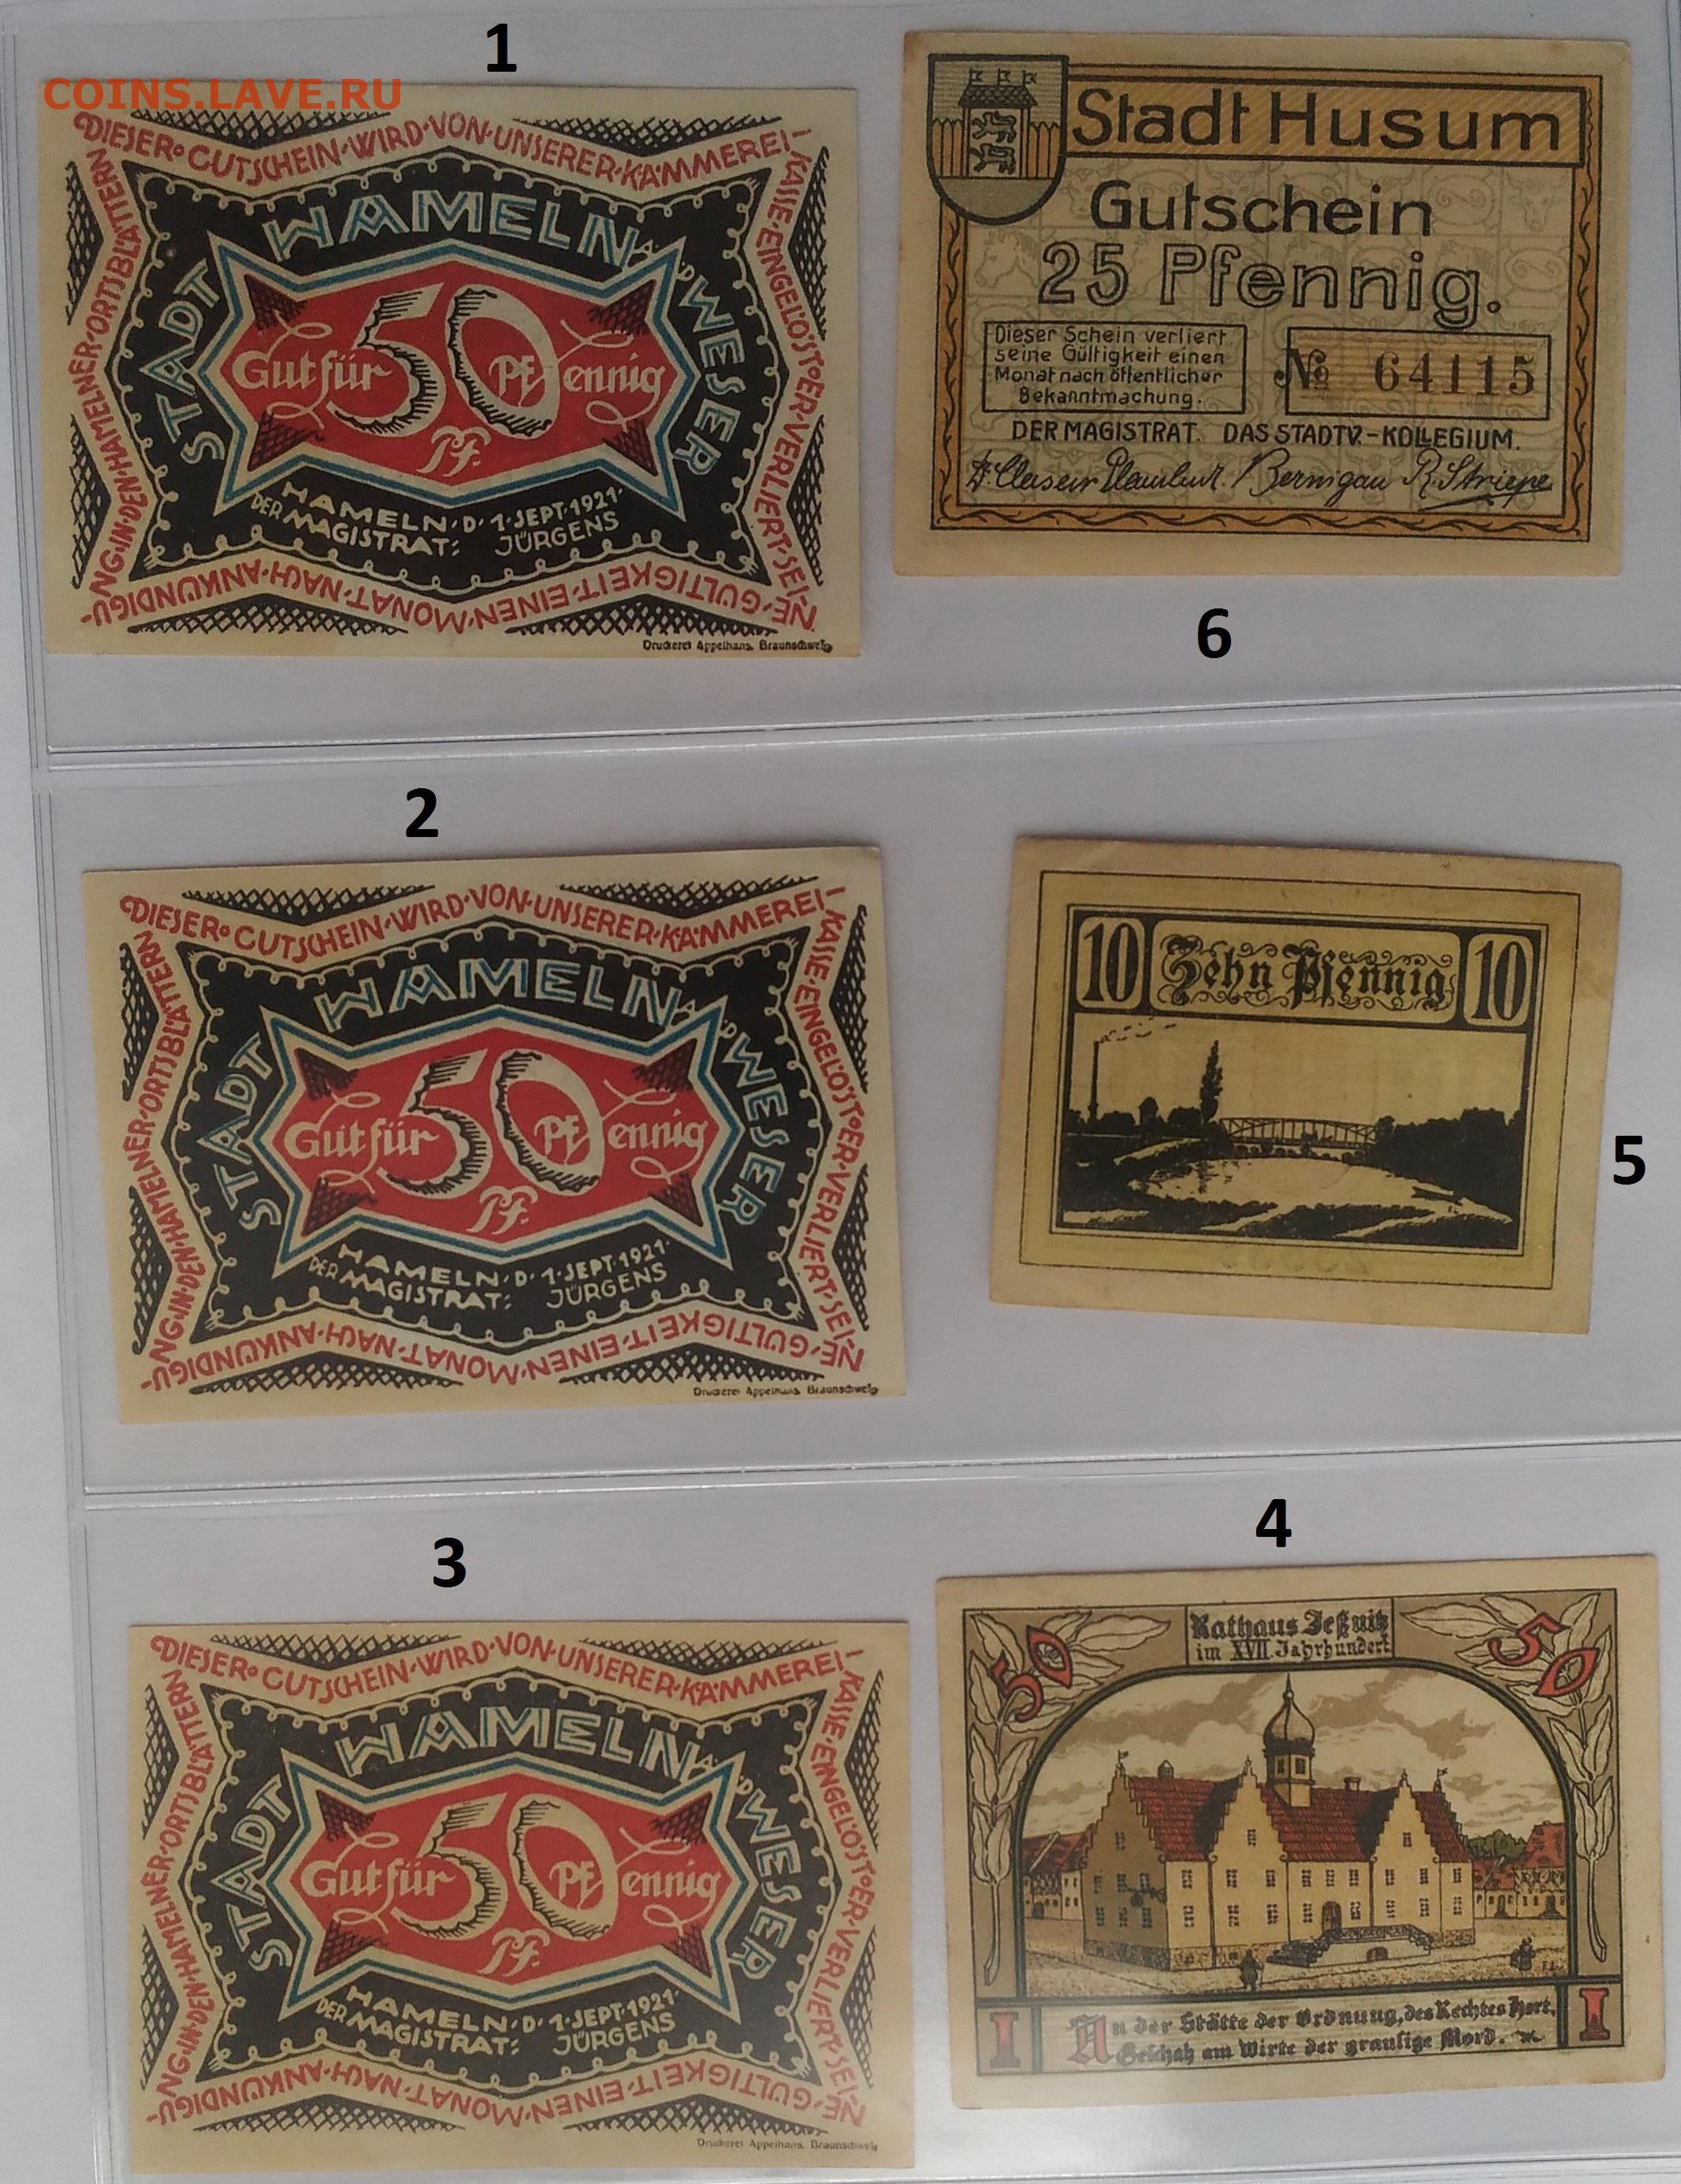 COINS.LAVE.RU
1
DIESER GUTSCHEIN·WIRD·VON·UNSERER·KÄMMEREI-
KASSE·EINGELÖST·ER·VERLIERT·SEI-
NE·GÜLTIGKEIT·EINEN·MONAT·NACH·ANKÜNDIGU-
NG·IN·DEN·HAMELNER·ORTSBLÄTTERN
STADT HAMELN AN D WESER
Gut für 50 Pfennig
Pf.
HAMELN·D·1·SEPT·1921·
DER MAGISTRAT: JÜRGENS
Druckerei Appelhans, Braunschweig
6
Stadt Husum
Gutschein
25 Pfennig.
Dieser Schein verliert
seine Gültigkeit einen
Monat nach öffentlicher
Bekanntmachung.
№ 64115
DER MAGISTRAT. DAS STADTV.-KOLLEGIUM.
Bernigau R. Striepe
2
DIESER GUTSCHEIN·WIRD·VON·UNSERER·KÄMMEREI-
KASSE·EINGELÖST·ER·VERLIERT·SEI-
NE·GÜLTIGKEIT·EINEN·MONAT·NACH·ANKÜNDIGU-
NG·IN·DEN·HAMELNER·ORTSBLÄTTERN
STADT HAMELN AN D WESER
Gut für 50 Pfennig
Pf.
HAMELN·D·1·SEPT·1921·
DER MAGISTRAT: JÜRGENS
Druckerei Appelhans, Braunschweig
5
10 Zehn Pfennig 10
3
DIESER GUTSCHEIN·WIRD·VON·UNSERER·KÄMMEREI-
KASSE·EINGELÖST·ER·VERLIERT·SEI-
NE·GÜLTIGKEIT·EINEN·MONAT·NACH·ANKÜNDIGU-
NG·IN·DEN·HAMELNER·ORTSBLÄTTERN
STADT HAMELN AN D WESER
Gut für 50 Pfennig
Pf.
HAMELN·D·1·SEPT·1921·
DER MAGISTRAT: JÜRGENS
Druckerei Appelhans, Braunschweig
4
50 Rathaus Jeßnitz 50
im XVII. Jahrhundert
I An der Stätte der Ordnung, des Rechtes Hort, I
Geschah am Wirte der grausige Mord.